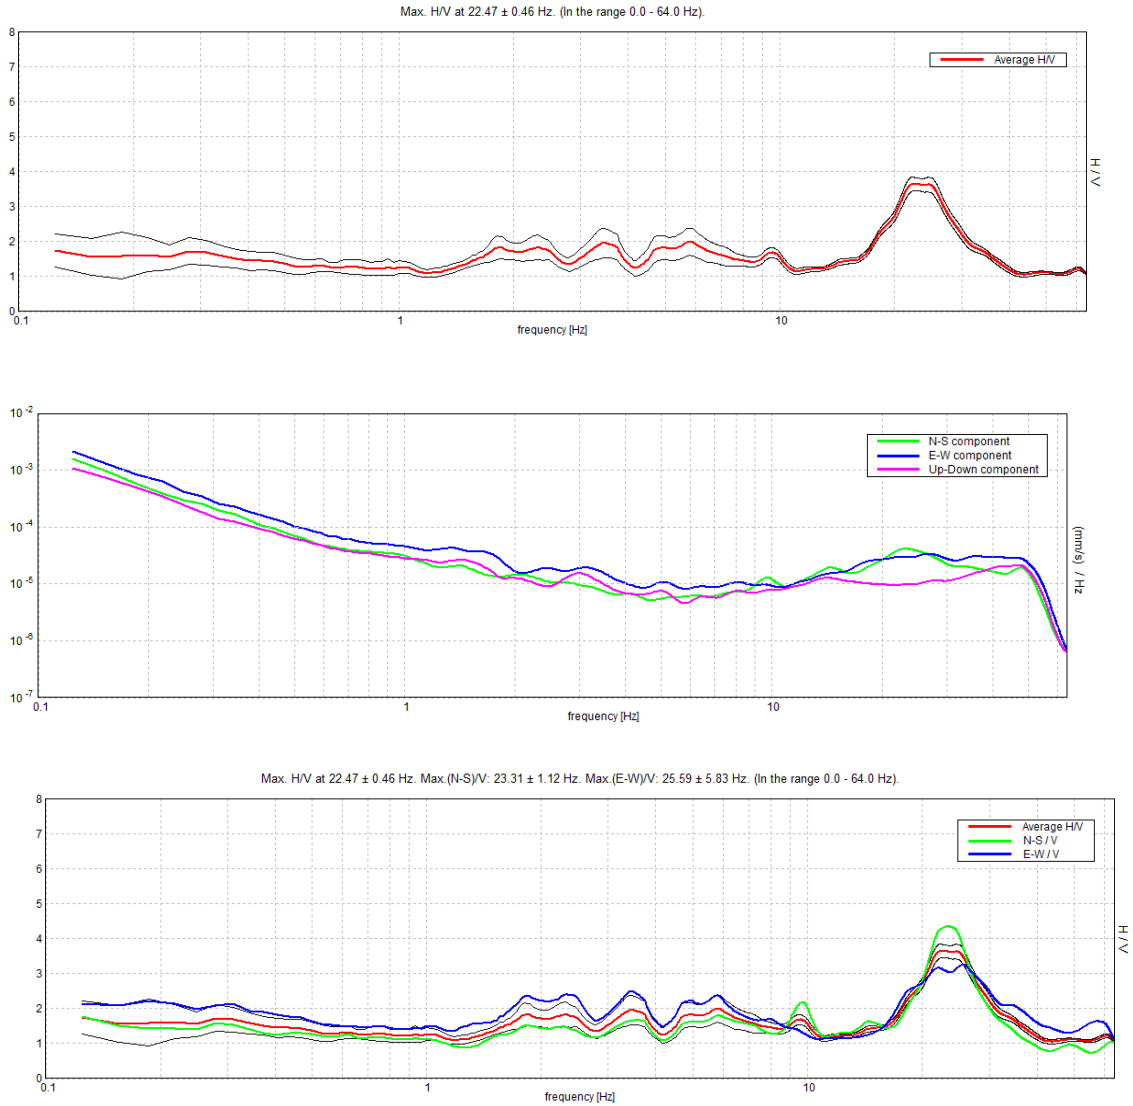 Max. H/V at 22.47 ± 0.46 Hz. (In the range 0.0 - 64.0 Hz).
8
7
6
5
4
3
2
1
0
Average H/V
H / V
0.1 1 10
frequency [Hz]
10⁻²
10⁻³
10⁻⁴
10⁻⁵
10⁻⁶
10⁻⁷
N-S component
E-W component
Up-Down component
(mm/s) / Hz
0.1 1 10
frequency [Hz]
Max. H/V at 22.47 ± 0.46 Hz. Max.(N-S)/V: 23.31 ± 1.12 Hz. Max.(E-W)/V: 25.59 ± 5.83 Hz. (In the range 0.0 - 64.0 Hz).
8
7
6
5
4
3
2
1
0
Average H/V
N-S / V
E-W / V
H / V
0.1 1 10
frequency [Hz]